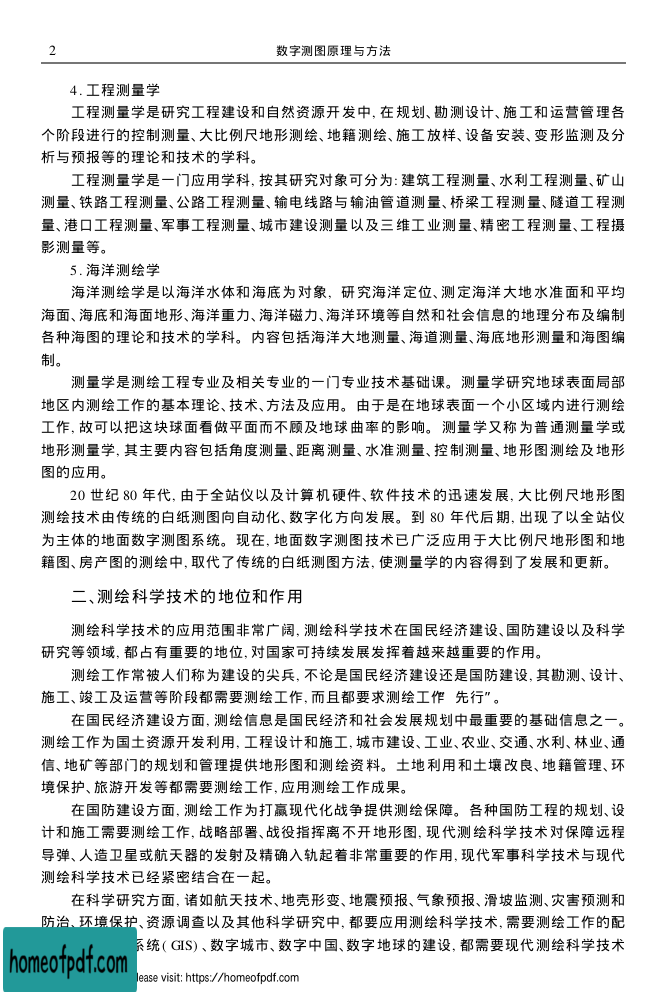 2
数字测图原理与方法
4.工程测量学
工程测量学是研究工程建设和自然资源开发中,在规划、勘测设计、施工和运营管理各
个阶段进行的控制测量、大比例尺地形测绘、地籍测绘、施工放样、设备安装、变形监测及分
析与预报等的理论和技术的学科。
工程测量学是一门应用学科,按其研究对象可分为:建筑工程测量、水利工程测量、矿山
测量、铁路工程测量、公路工程测量、输电线路与输油管道测量、桥梁工程测量、隧道工程测
量、港口工程测量、军事工程测量、城市建设测量以及三维工业测量、精密工程测量、工程摄
影测量等。
5.海洋测绘学
海洋测绘学是以海洋水体和海底为对象,研究海洋定位、测定海洋大地水准面和平均
海面、海底和海面地形、海洋重力、海洋磁力、海洋环境等自然和社会信息的地理分布及编制
各种海图的理论和技术的学科。内容包括海洋大地测量、海道测量、海底地形测量和海图编
制。
测量学是测绘工程专业及相关专业的一门专业技术基础课。测量学研究地球表面局部
地区内测绘工作的基本理论、技术、方法及应用。由于是在地球表面一个小区域内进行测绘
工作,故可以把这块球面看做平面而不顾及地球曲率的影响。测量学又称为普通测量学或
地形测量学,其主要内容包括角度测量、距离测量、水准测量、控制测量、地形图测绘及地形
图的应用。
20 世纪 80 年代,由于全站仪以及计算机硬件、软件技术的迅速发展,大比例尺地形图
测绘技术由传统的白纸测图向自动化、数字化方向发展。到 80 年代后期,出现了以全站仪
为主体的地面数字测图系统。现在,地面数字测图技术已广泛应用于大比例尺地形图和地
籍图、房产图的测绘中,取代了传统的白纸测图方法,使测量学的内容得到了发展和更新。
二、测绘科学技术的地位和作用
测绘科学技术的应用范围非常广阔,测绘科学技术在国民经济建设、国防建设以及科学
研究等领域,都占有重要的地位,对国家可持续发展发挥着越来越重要的作用。
测绘工作常被人们称为建设的尖兵,不论是国民经济建设还是国防建设,其勘测、设计、
施工、竣工及运营等阶段都需要测绘工作,而且都要求测绘工作“先行”。
在国民经济建设方面,测绘信息是国民经济和社会发展规划中最重要的基础信息之一。
测绘工作为国土资源开发利用,工程设计和施工,城市建设、工业、农业、交通、水利、林业、通
信、地矿等部门的规划和管理提供地形图和测绘资料。土地利用和土壤改良、地籍管理、环
境保护、旅游开发等都需要测绘工作,应用测绘工作成果。
在国防建设方面,测绘工作为打赢现代化战争提供测绘保障。各种国防工程的规划、设
计和施工需要测绘工作,战略部署、战役指挥离不开地形图,现代测绘科学技术对保障远程
导弹、人造卫星或航天器的发射及精确入轨起着非常重要的作用,现代军事科学技术与现代
测绘科学技术已经紧密结合在一起。
在科学研究方面,诸如航天技术、地壳形变、地震预报、气象预报、滑坡监测、灾害预测和
防治、环境保护、资源调查以及其他科学研究中,都要应用测绘科学技术,需要测绘工作的配
系统(GIS)、数字城市、数字中国、数字地球的建设,都需要现代测绘科学技术
homeofpdf.com
lease visit: https://homeofpdf.com